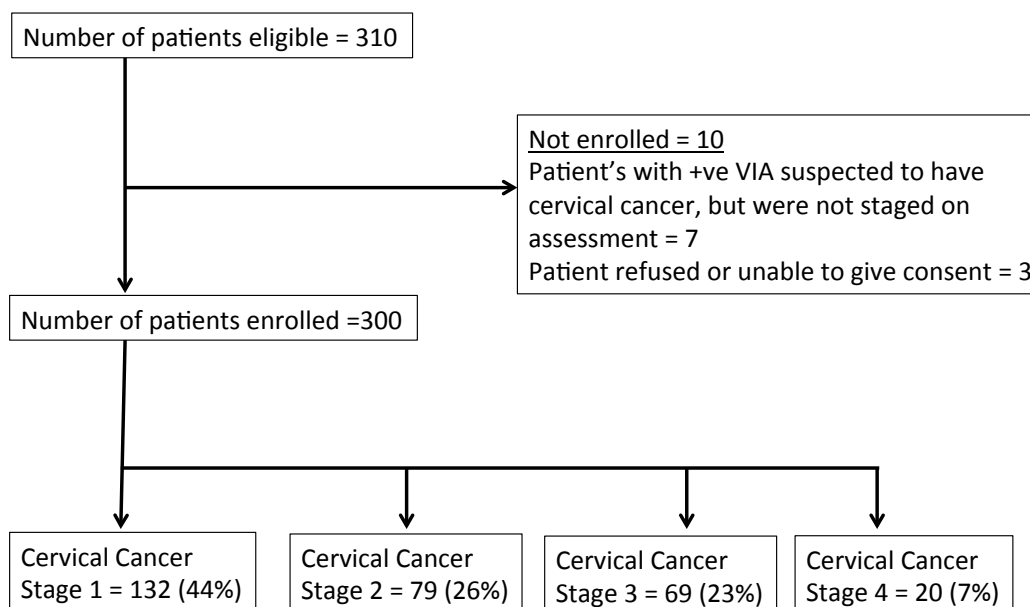 Number of patients eligible = 310
Not enrolled = 10
Patient’s with +ve VIA suspected to have
cervical cancer, but were not staged on
assessment = 7
Patient refused or unable to give consent = 3
Number of patients enrolled =300
Cervical Cancer
Stage 1 = 132 (44%)
Cervical Cancer
Stage 2 = 79 (26%)
Cervical Cancer
Stage 3 = 69 (23%)
Cervical Cancer
Stage 4 = 20 (7%)